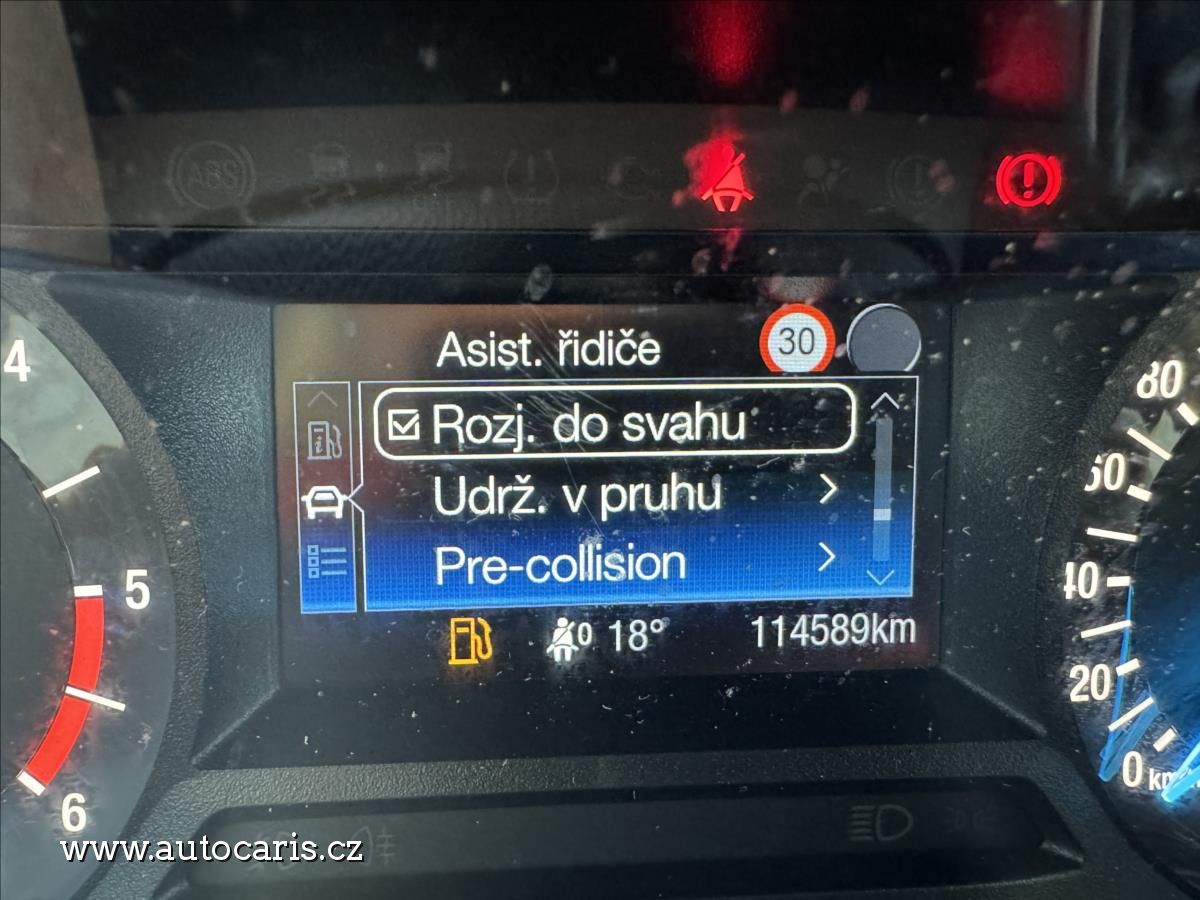 ABS
4
Asist. řidiče
30
Rozj. do svahu
Udrž. v pruhu
Pre-collision
5
6
80
60
40
20
0
0 18°
114589km
www.autocaris.cz